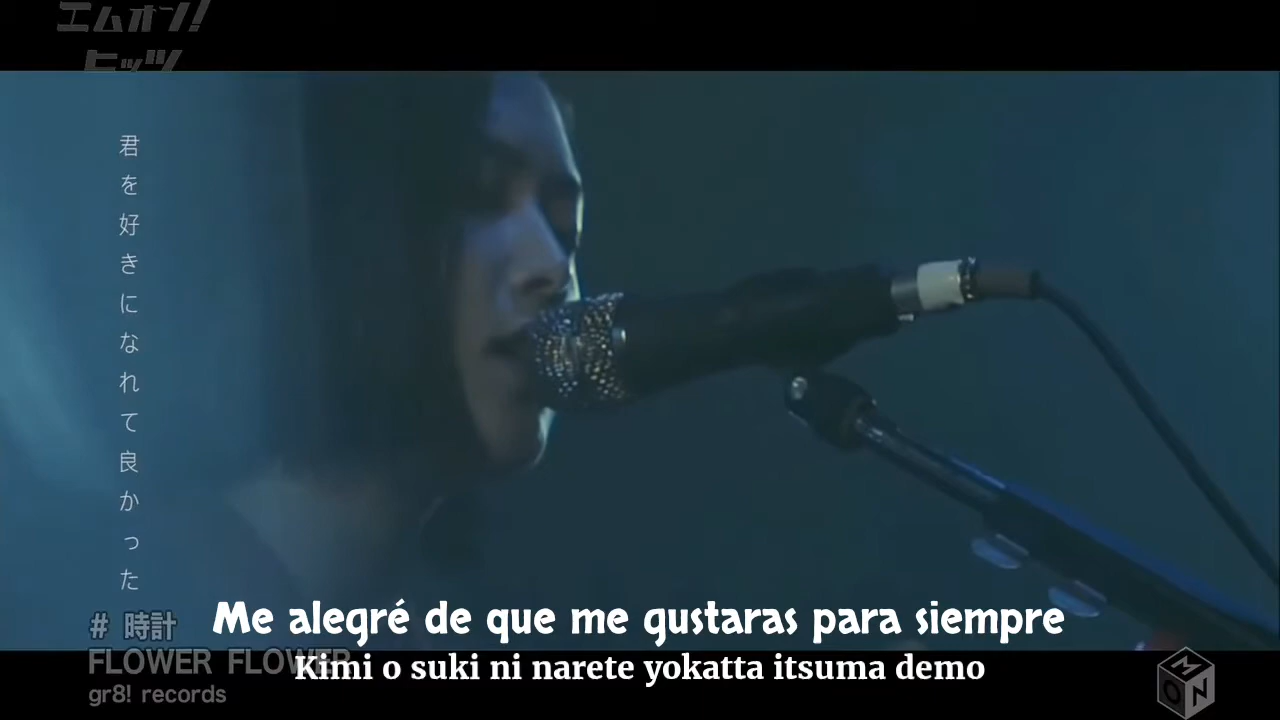 エムオン!
ヒッツ
君を好きになれて良かった
# 時計
Me alegré de que me gustaras para siempre
FLOWER FLOWER
Kimi o suki ni narete yokatta itsuma demo
gr8! records
M
ON